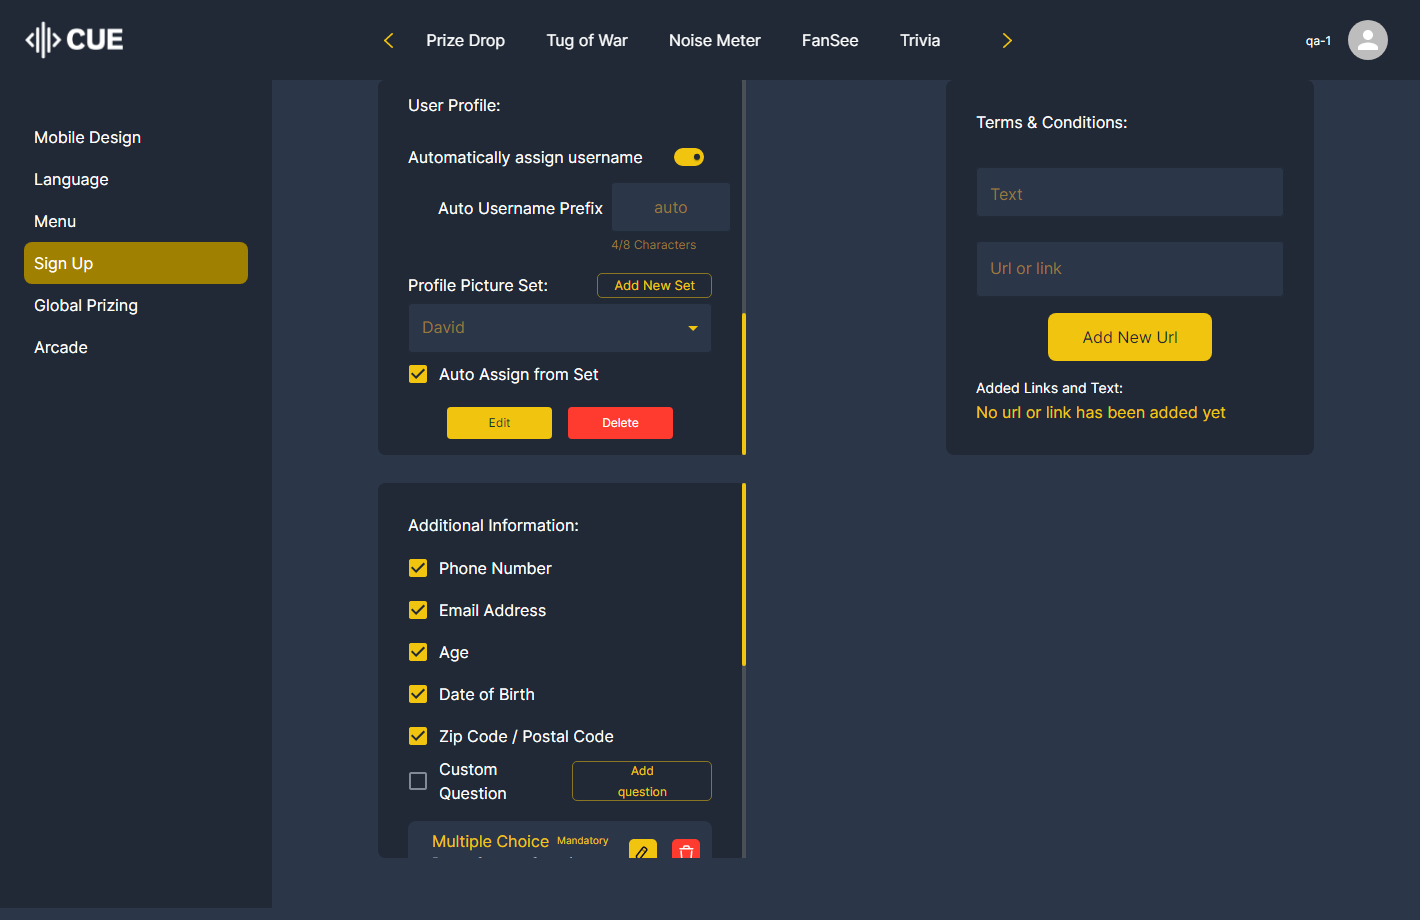 CUE
Prize Drop
Tug of War
Noise Meter
FanSee
Trivia
qa-1
Mobile Design
Language
Menu
Sign Up
Global Prizing
Arcade
User Profile:
Automatically assign username
Auto Username Prefix
auto
4/8 Characters
Profile Picture Set:
Add New Set
David
Auto Assign from Set
Edit
Delete
Additional Information:
Phone Number
Email Address
Age
Date of Birth
Zip Code / Postal Code
Custom
Question
Add
question
Multiple Choice Mandatory
Terms & Conditions:
Text
Url or link
Add New Url
Added Links and Text:
No url or link has been added yet